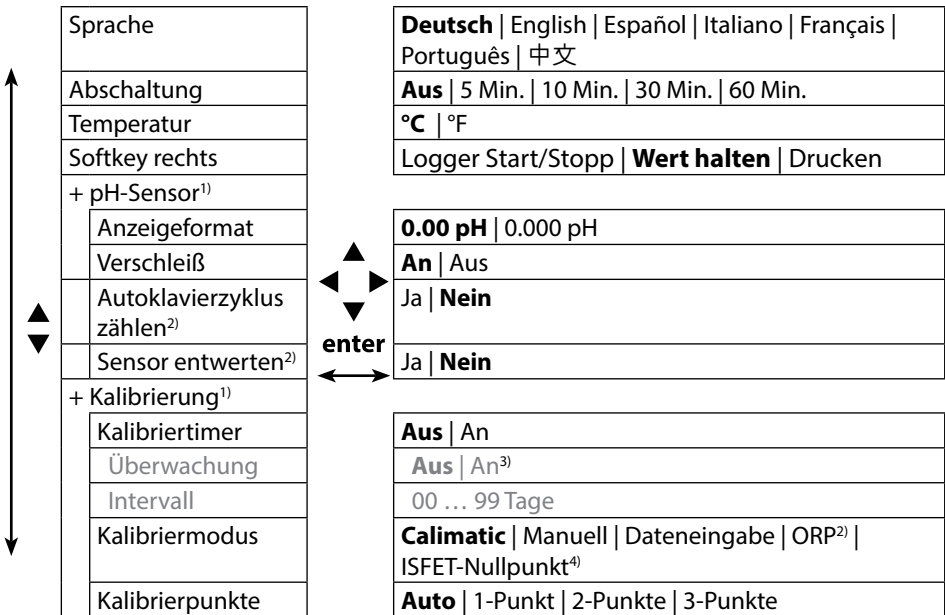 Sprache
Deutsch | English | Español | Italiano | Français |
Português | 中文
Abschaltung
Aus | 5 Min. | 10 Min. | 30 Min. | 60 Min.
Temperatur
°C | °F
Softkey rechts
Logger Start/Stopp | Wert halten | Drucken
+ pH-Sensor1)
Anzeigeformat
0.00 pH | 0.000 pH
Verschleiß
An | Aus
Autoklavierzyklus
zählen2)
Ja | Nein
enter
Sensor entwerten2)
Ja | Nein
+ Kalibrierung1)
Kalibriertimer
Aus | An
Überwachung
Aus | An3)
Intervall
00 … 99 Tage
Kalibriermodus
Calimatic | Manuell | Dateneingabe | ORP2) |
ISFET-Nullpunkt4)
Kalibrierpunkte
Auto | 1-Punkt | 2-Punkte | 3-Punkte